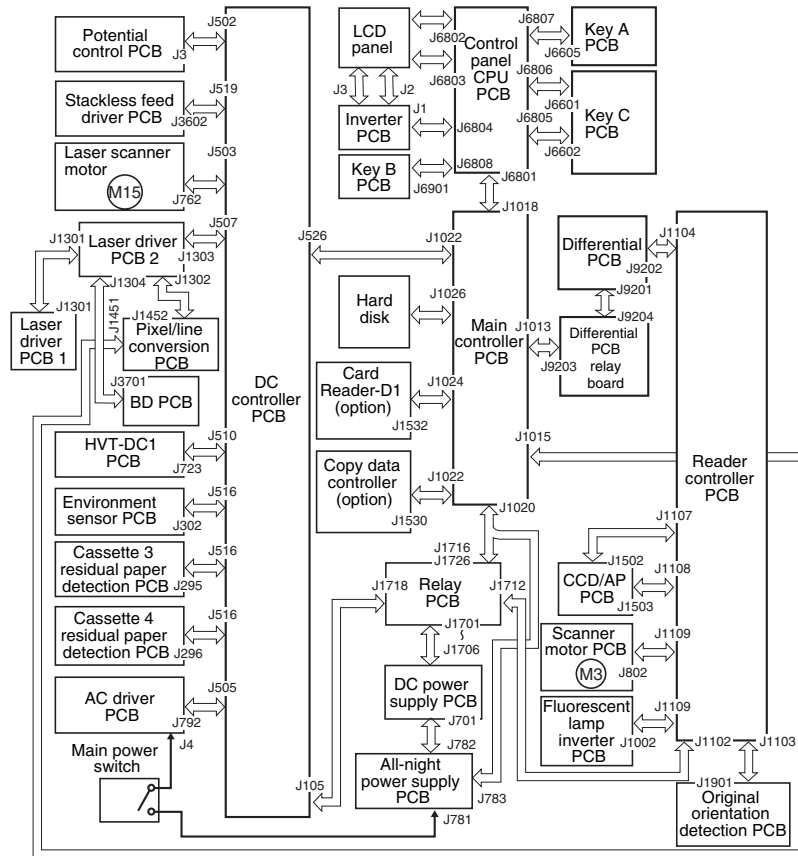 J502
Potential
control PCB
J3
J519
Stackless feed
driver PCB
J3602
J503
Laser scanner
motor
M15
J762
J507
J1301
Laser driver
PCB 2
J1303
J1304
J1302
J1301
J1451
J1452
Laser
driver
PCB 1
Pixel/line
conversion
PCB
J3701
BD PCB
J510
HVT-DC1
PCB
J723
J516
Environment
sensor PCB
J302
J516
Cassette 3
residual paper
detection PCB
J295
J516
Cassette 4
residual paper
detection PCB
J296
J505
AC driver
PCB
J792
J4
Main power
switch
DC
controller
PCB
J526
J105
LCD
panel
J6802
J6803
J3
J2
J1
Inverter
PCB
J6804
Key B
PCB
J6808
J6901
J6801
Control
panel
CPU
PCB
J6807
J6605
Key A
PCB
J6806
J6601
J6805
J6602
Key C
PCB
J1018
J1022
J1026
Hard
disk
Main
controller
PCB
J1013
Card
Reader-D1
(option)
J1024
J1532
J1015
Copy data
controller
(option)
J1022
J1530
J1020
J1104
Differential
PCB
J9202
J9201
J9204
Differential
PCB
relay
board
J9203
Reader
controller
PCB
J1107
J1502
CCD/AP
PCB
J1108
J1503
J1109
Scanner
motor PCB
M3
J802
J1109
Fluorescent
lamp
inverter
PCB
J1002
J1102
J1103
J1901
Original
orientation
detection PCB
J1716
J1726
J1718
Relay
PCB
J1712
J1701
~
J1706
DC power
supply PCB
J701
J782
All-night
power supply
PCB
J783
J781